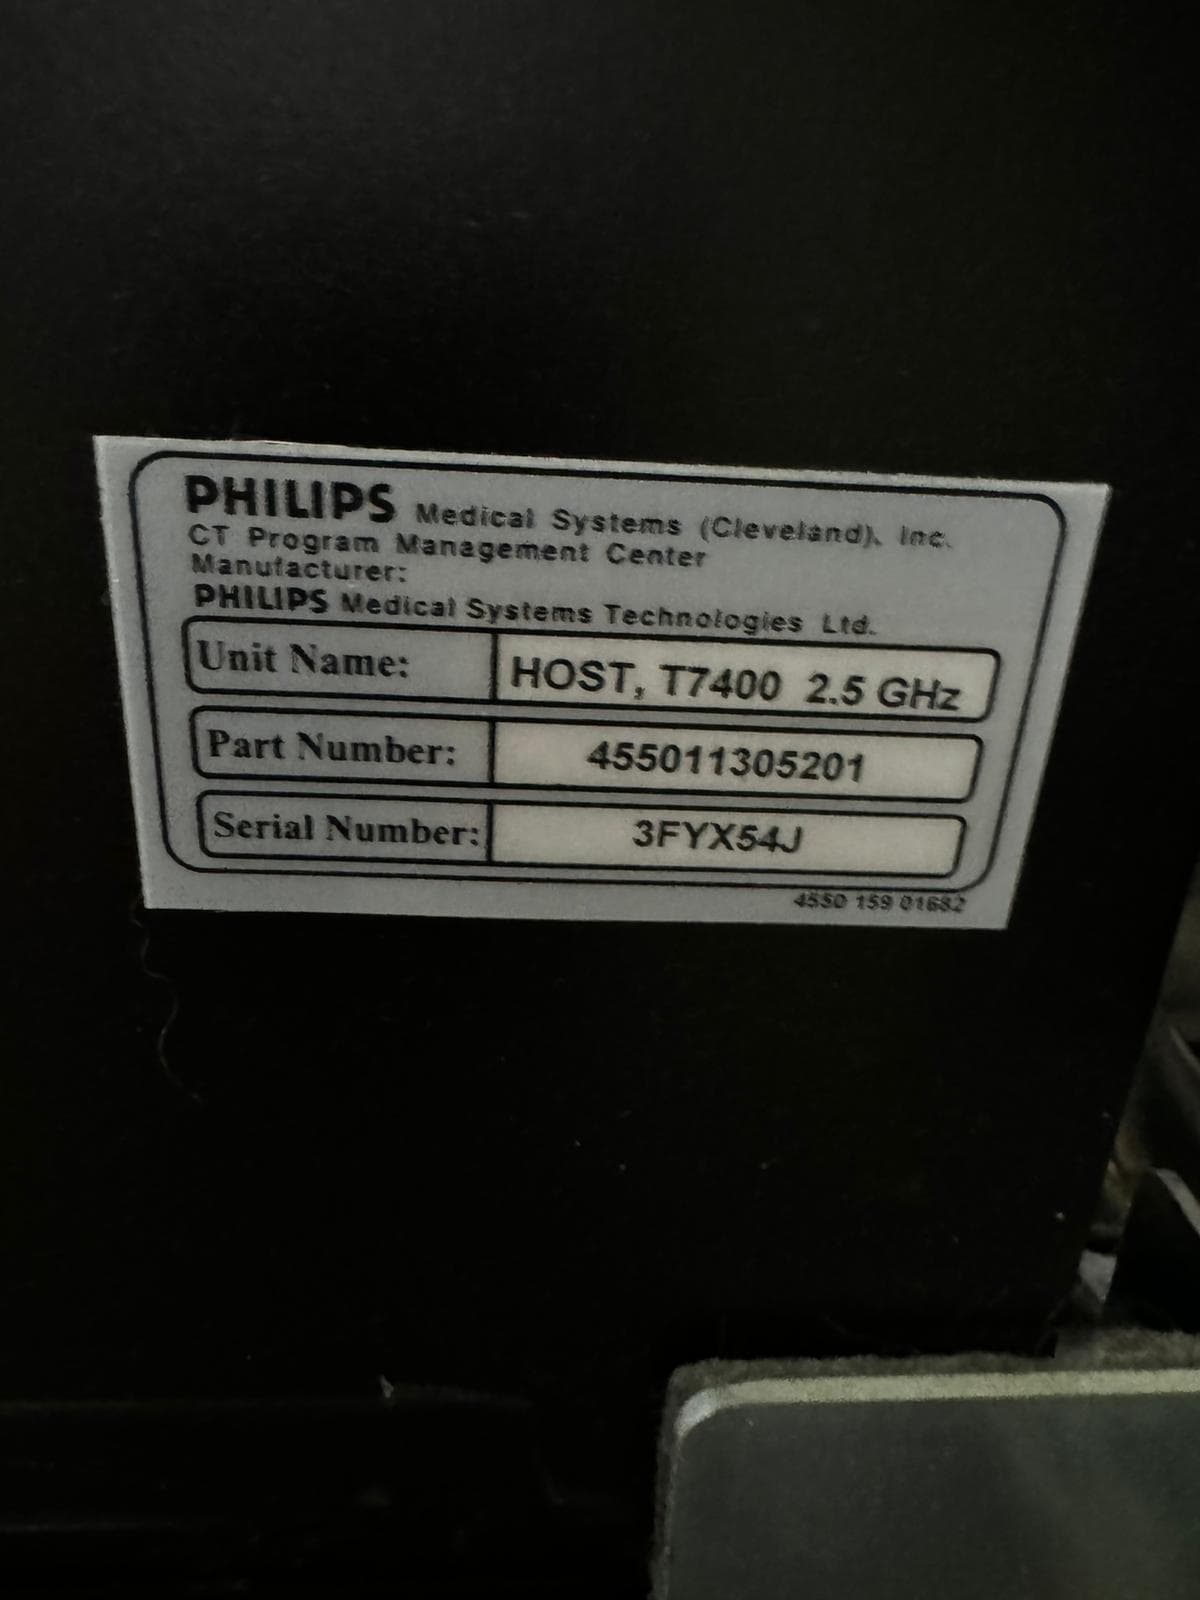 PHILIPS Medical Systems (Cleveland), Inc.
CT Program Management Center
Manufacturer:
PHILIPS Medical Systems Technologies Ltd.
Unit Name: HOST, T7400 2.5 GHz
Part Number: 455011305201
Serial Number: 3FYX54J
4550 159 01682